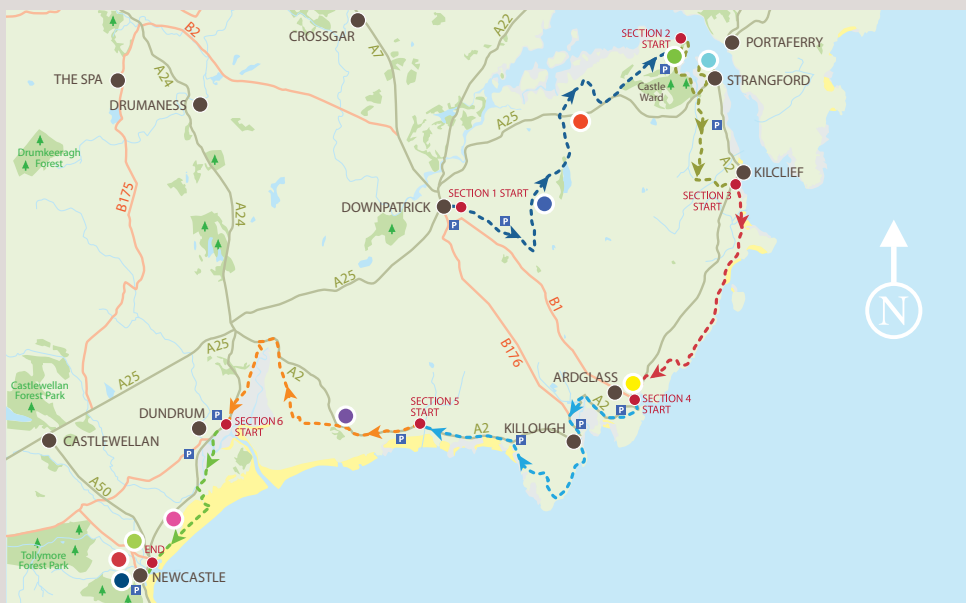 CROSSGAR
B2
A7
A22
SECTION 2
START
PORTAFERRY
P
THE SPA
A24
DRUMANESS
Castle
Ward
STRANGFORD
A25
P
Drumkeeragh
Forest
A2
KILCLIEF
B175
SECTION 3
START
DOWNPATRICK
SECTION 1 START
P
P
A24
N
A25
B1
B176
A25
A2
A25
Castlewellan
Forest Park
ARDGLASS
A2
SECTION 4
START
P
DUNDRUM
P
SECTION 6
START
SECTION 5
START
P
A2
P
KILLOUGH
P
CASTLEWELLAN
P
A50
END
Tollymore
Forest Park
NEWCASTLE
P